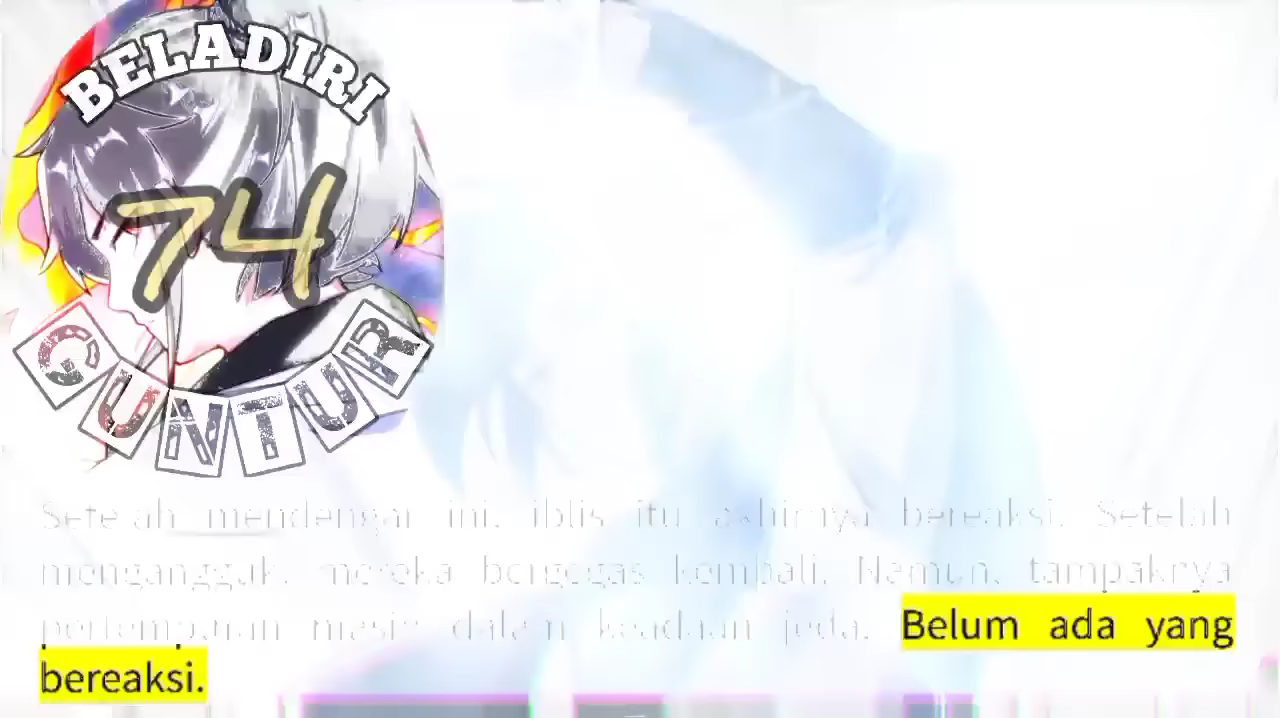 BELADIRI
74
GUNTUR
Setelah mendengar ini, iblis itu akhirnya bereaksi. Setelah
mengangguk, mereka bergegas kembali. Namun, tampaknya
pertempuran masih dalam keadaan jeda. Belum ada yang
bereaksi.